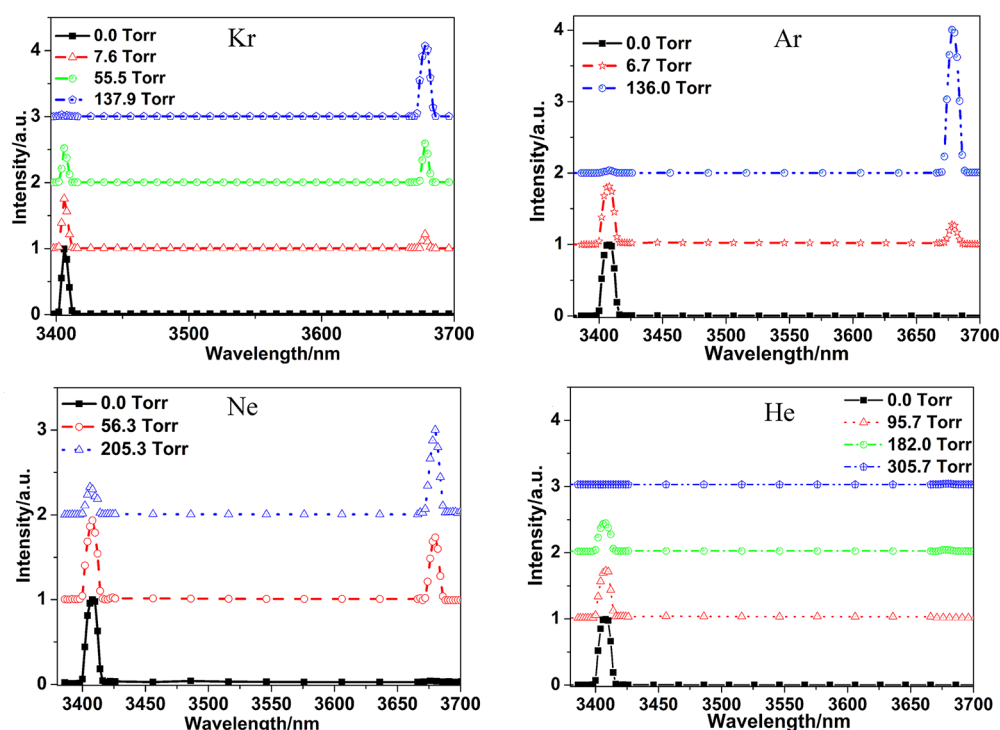 Kr
0.0 Torr
7.6 Torr
55.5 Torr
137.9 Torr
Intensity/a.u.
4
3
2
1
0
3400
3500
3600
3700
Wavelength/nm
Ar
0.0 Torr
6.7 Torr
136.0 Torr
Intensity/a.u.
4
3
2
1
0
3400
3450
3500
3550
3600
3650
3700
Wavelength/nm
Ne
0.0 Torr
56.3 Torr
205.3 Torr
Intensity/a.u.
3
2
1
0
3400
3450
3500
3550
3600
3650
3700
Wavelength/nm
He
0.0 Torr
95.7 Torr
182.0 Torr
305.7 Torr
Intensity/a.u.
4
3
2
1
0
3400
3450
3500
3550
3600
3650
3700
Wavelength/nm